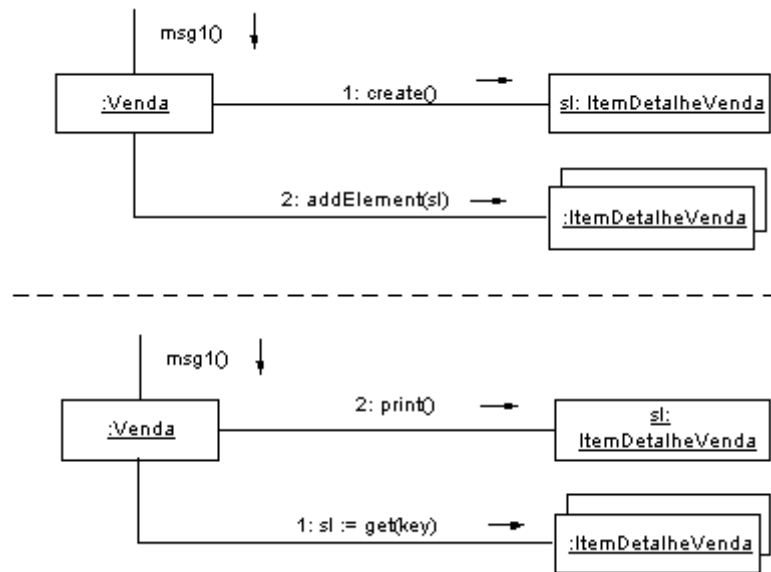 msg1()
1: create()
:Venda
sl: ItemDetalheVenda
2: addElement(sl)
:ItemDetalheVenda
msg1()
2: print()
:Venda
sl:
ItemDetalheVenda
1: sl := get(key)
:ItemDetalheVenda